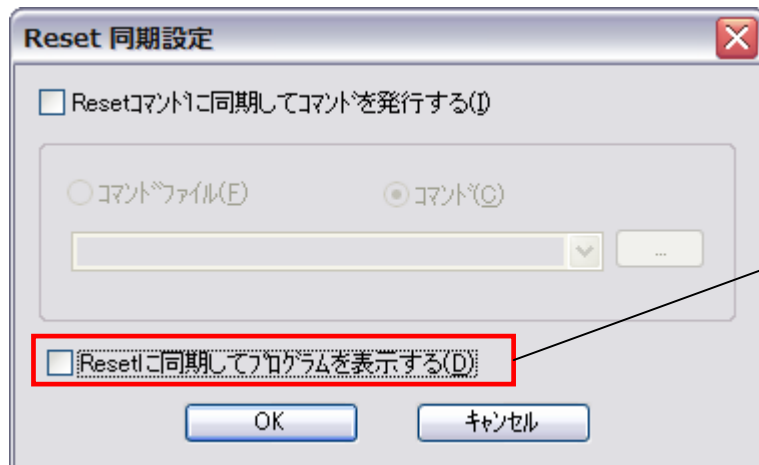 Reset 同期設定
Resetコマンドに同期してコマンドを発行する(I)
コマンドファイル(F)
コマンド(C)
...
Resetに同期してプログラムを表示する(D)
OK
キャンセル